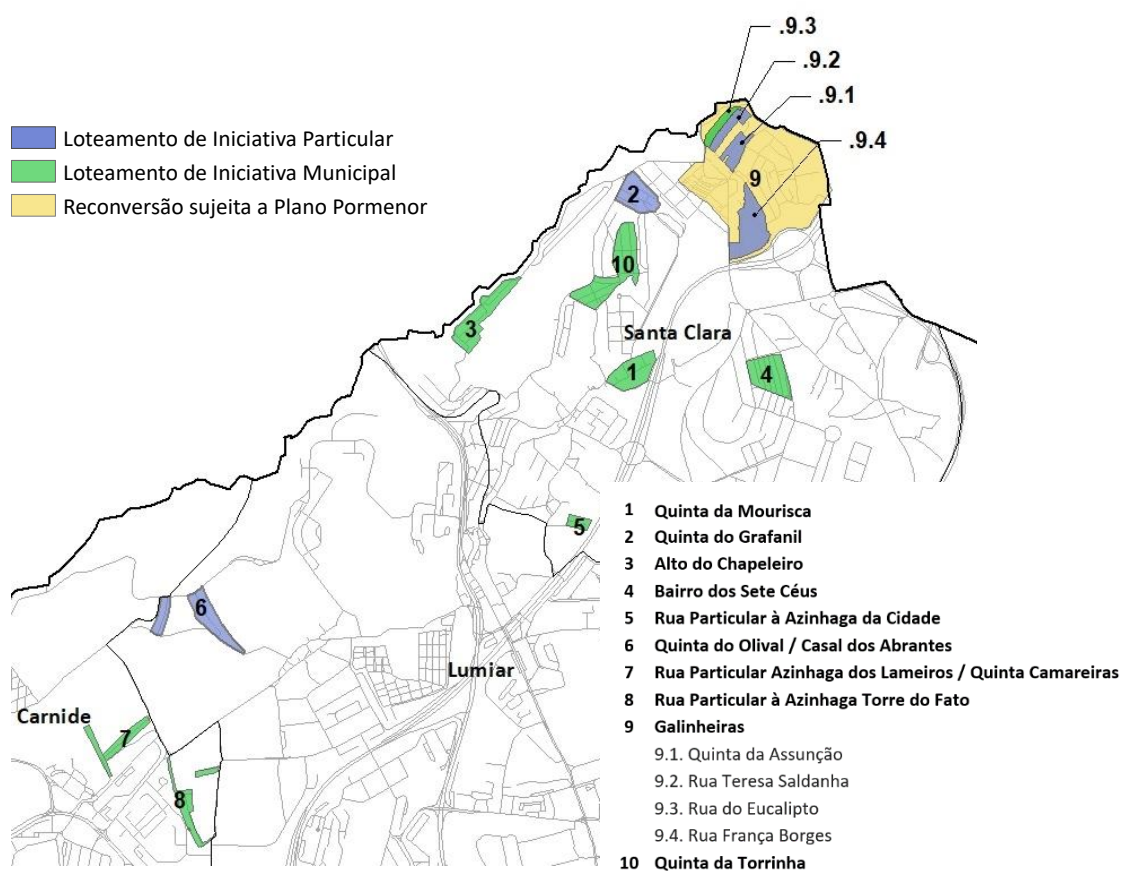 .9.3
.9.2
.9.1
.9.4
Loteamento de Iniciativa Particular
Loteamento de Iniciativa Municipal
Reconversão sujeita a Plano Pormenor
9
2
10
3
Santa Clara
1
4
5
6
Lumiar
Carnide
7
8
1 Quinta da Mourisca
2 Quinta do Grafanil
3 Alto do Chapeleiro
4 Bairro dos Sete Céus
5 Rua Particular à Azinhaga da Cidade
6 Quinta do Olival / Casal dos Abrantes
7 Rua Particular Azinhaga dos Lameiros / Quinta Camareiras
8 Rua Particular à Azinhaga Torre do Fato
9 Galinheiras
9.1. Quinta da Assunção
9.2. Rua Teresa Saldanha
9.3. Rua do Eucalipto
9.4. Rua França Borges
10 Quinta da Torrinha